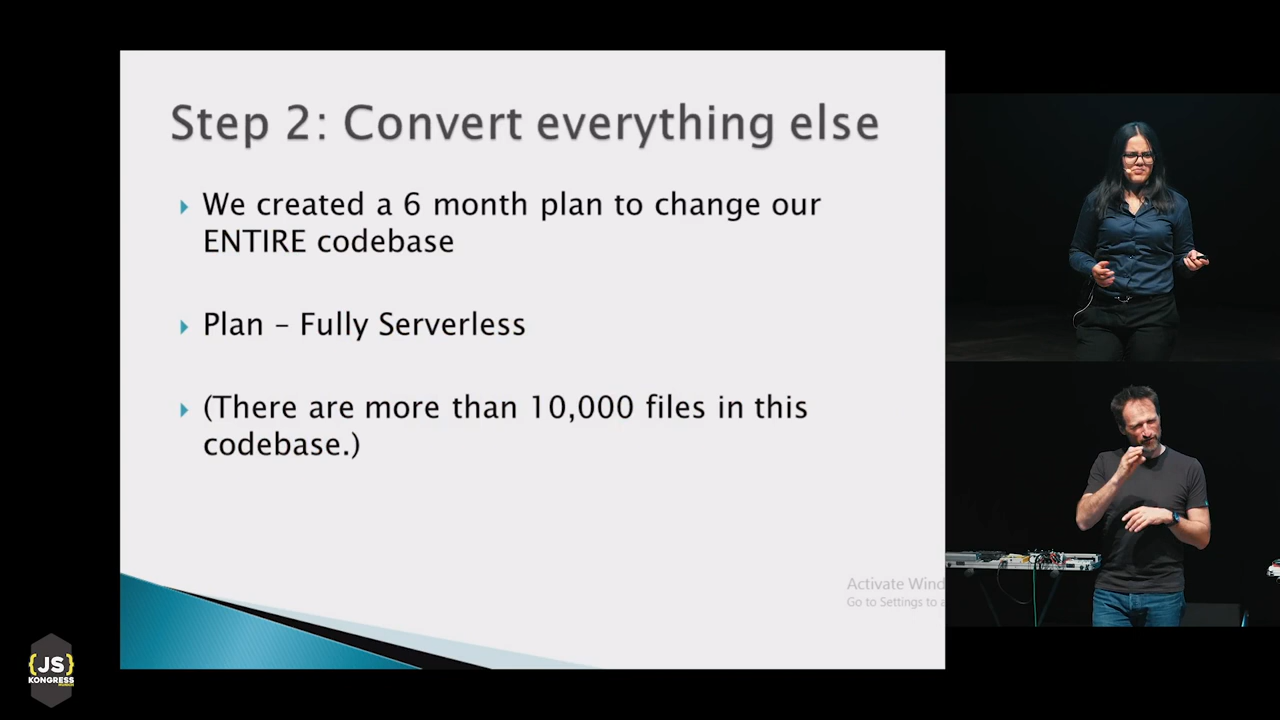 Step 2: Convert everything else
We created a 6 month plan to change our
ENTIRE codebase
Plan – Fully Serverless
(There are more than 10,000 files in this
codebase.)
Activate Wind
Go to Settings to a
{JS}
KONGRESS